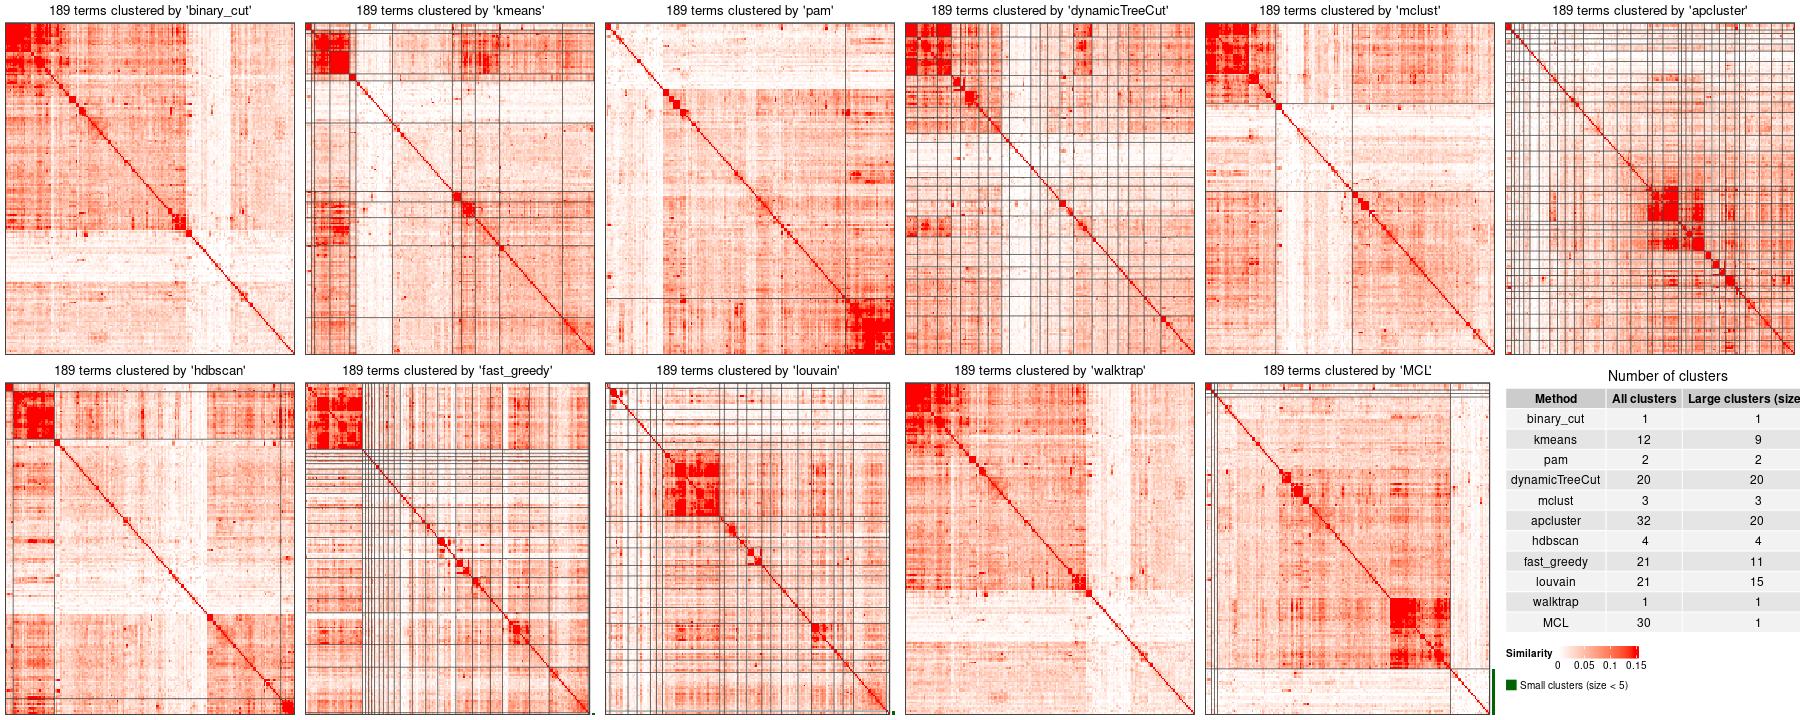 189 terms clustered by 'binary_cut'
189 terms clustered by 'kmeans'
189 terms clustered by 'pam'
189 terms clustered by 'dynamicTreeCut'
189 terms clustered by 'mclust'
189 terms clustered by 'apcluster'
189 terms clustered by 'hdbscan'
189 terms clustered by 'fast_greedy'
189 terms clustered by 'louvain'
189 terms clustered by 'walktrap'
189 terms clustered by 'MCL'
Number of clusters
Method All clusters Large clusters (size
binary_cut 1 1
kmeans 12 9
pam 2 2
dynamicTreeCut 20 20
mclust 3 3
apcluster 32 20
hdbscan 4 4
fast_greedy 21 11
louvain 21 15
walktrap 1 1
MCL 30 1
Similarity
0 0.05 0.1 0.15
Small clusters (size < 5)